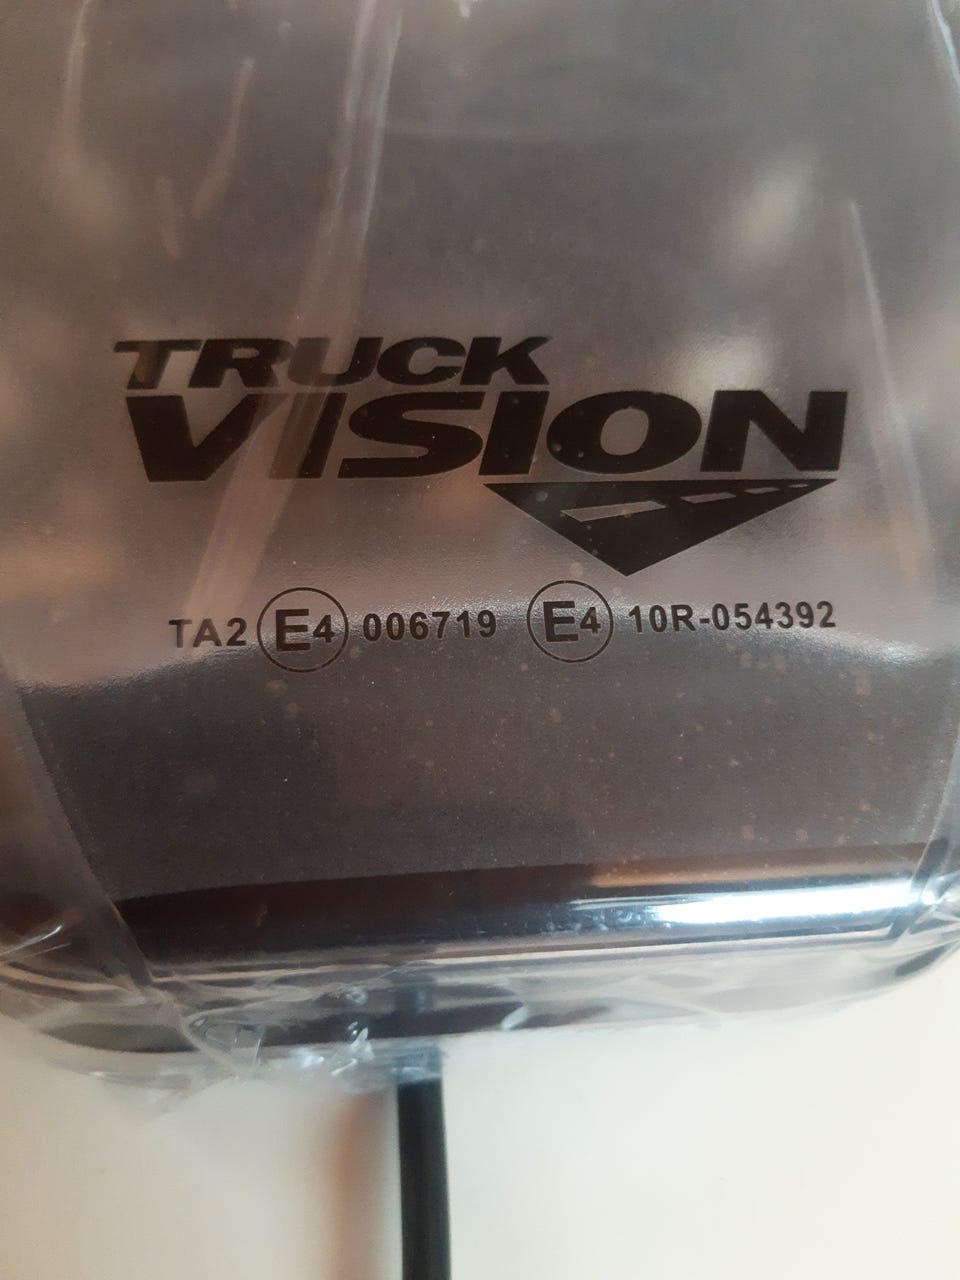 TRUCK
VISION
TA2 E4 006719 E4 10R-054392